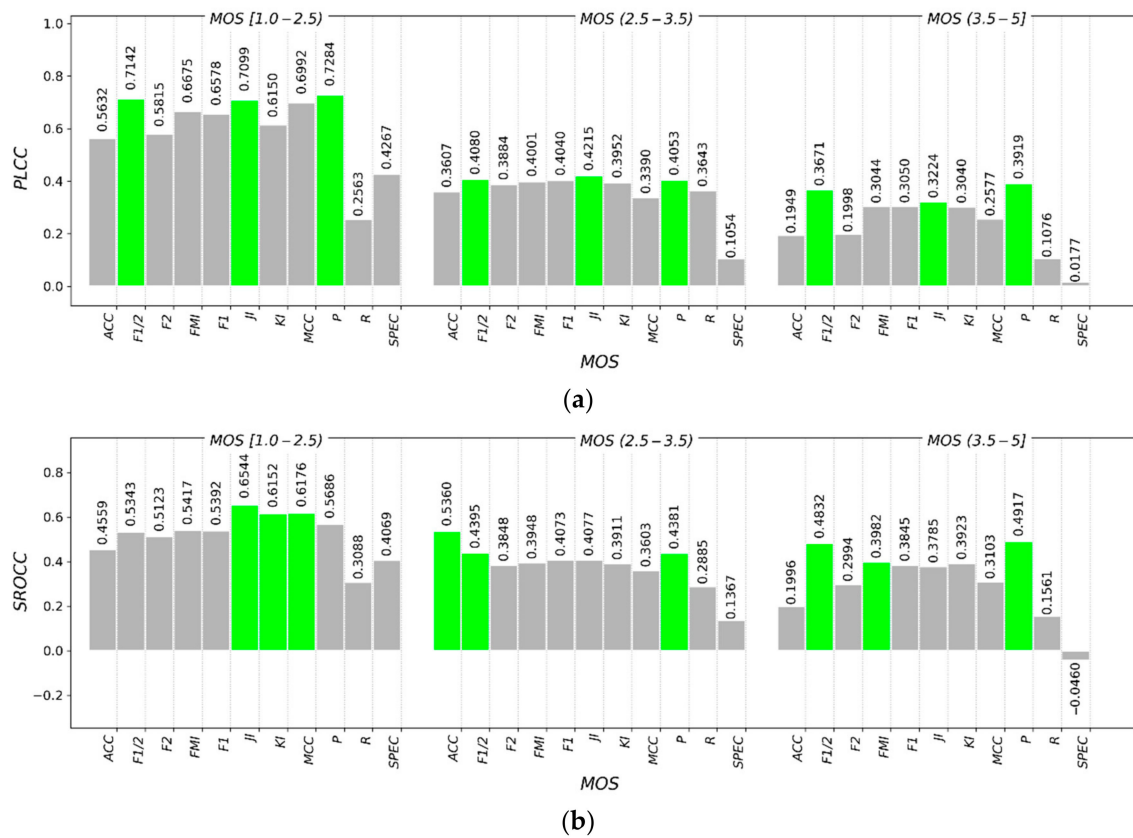 MOS [1.0 − 2.5) MOS (2.5 − 3.5) MOS (3.5 − 5]
PLCC
1.0
0.8
0.6
0.4
0.2
0.0
0.5632 0.7142 0.5815 0.6675 0.6578 0.7099 0.6150 0.6992 0.7284 0.2563 0.4267
0.3607 0.4080 0.3884 0.4001 0.4040 0.4215 0.3952 0.3390 0.4053 0.3643 0.1054
0.1949 0.3671 0.1998 0.3044 0.3050 0.3224 0.3040 0.2577 0.3919 0.1076 0.0177
ACC F1/2 F2 FMI F1 JI KI MCC P R SPEC
ACC F1/2 F2 FMI F1 JI KI MCC P R SPEC
ACC F1/2 F2 FMI F1 JI KI MCC P R SPEC
MOS
(a)
MOS [1.0 − 2.5) MOS (2.5 − 3.5) MOS (3.5 − 5]
SROCC
0.8
0.6
0.4
0.2
0.0
−0.2
0.4559 0.5343 0.5123 0.5417 0.5392 0.6544 0.6152 0.6176 0.5686 0.3088 0.4069
0.5360 0.4395 0.3848 0.3948 0.4073 0.4077 0.3911 0.3603 0.4381 0.2885 0.1367
0.1996 0.4832 0.2994 0.3982 0.3845 0.3785 0.3923 0.3103 0.4917 0.1561 −0.0460
ACC F1/2 F2 FMI F1 JI KI MCC P R SPEC
ACC F1/2 F2 FMI F1 JI KI MCC P R SPEC
ACC F1/2 F2 FMI F1 JI KI MCC P R SPEC
MOS
(b)